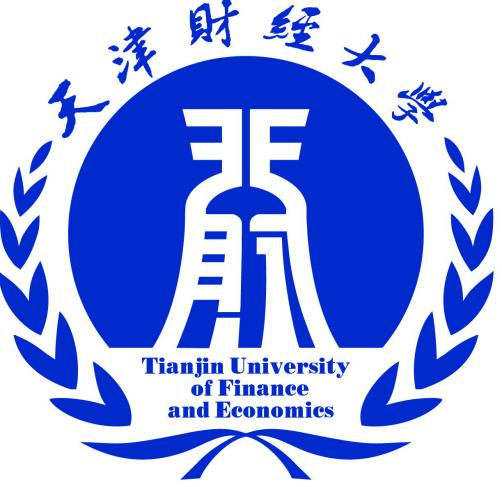 天津財經大學
Tianjin University
of Finance
and Economics